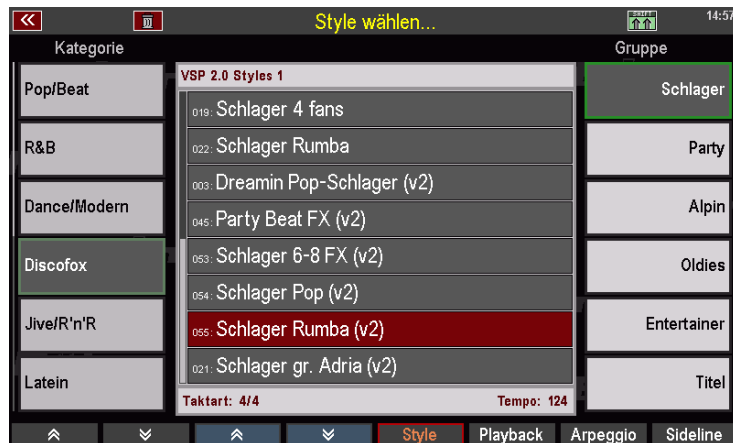 Style wählen...
SHIFT
14:57
Kategorie
Gruppe
Pop/Beat
R&B
Dance/Modern
Discofox
Jive/R'n'R
Latein
VSP 2.0 Styles 1
019: Schlager 4 fans
022: Schlager Rumba
003: Dreamin Pop-Schlager (v2)
045: Party Beat FX (v2)
053: Schlager 6-8 FX (v2)
054: Schlager Pop (v2)
055: Schlager Rumba (v2)
021: Schlager gr. Adria (v2)
Taktart: 4/4 Tempo: 124
Schlager
Party
Alpin
Oldies
Entertainer
Titel
Style Playback Arpeggio Sideline